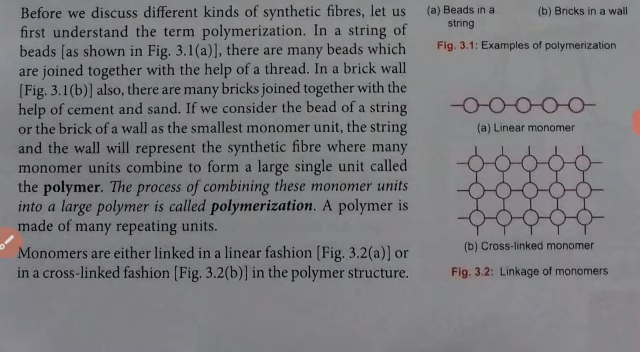 Before we discuss different kinds of synthetic fibres, let us
first understand the term polymerization. In a string of
beads [as shown in Fig. 3.1(a)], there are many beads which
are joined together with the help of a thread. In a brick wall
[Fig. 3.1(b)] also, there are many bricks joined together with the
help of cement and sand. If we consider the bead of a string
or the brick of a wall as the smallest monomer unit, the string
and the wall will represent the synthetic fibre where many
monomer units combine to form a large single unit called
the polymer. The process of combining these monomer units
into a large polymer is called polymerization. A polymer is
made of many repeating units.
Monomers are either linked in a linear fashion [Fig. 3.2(a)] or
in a cross-linked fashion [Fig. 3.2(b)] in the polymer structure.
(a) Beads in a
string
(b) Bricks in a wall
Fig. 3.1: Examples of polymerization
(a) Linear monomer
(b) Cross-linked monomer
Fig. 3.2: Linkage of monomers